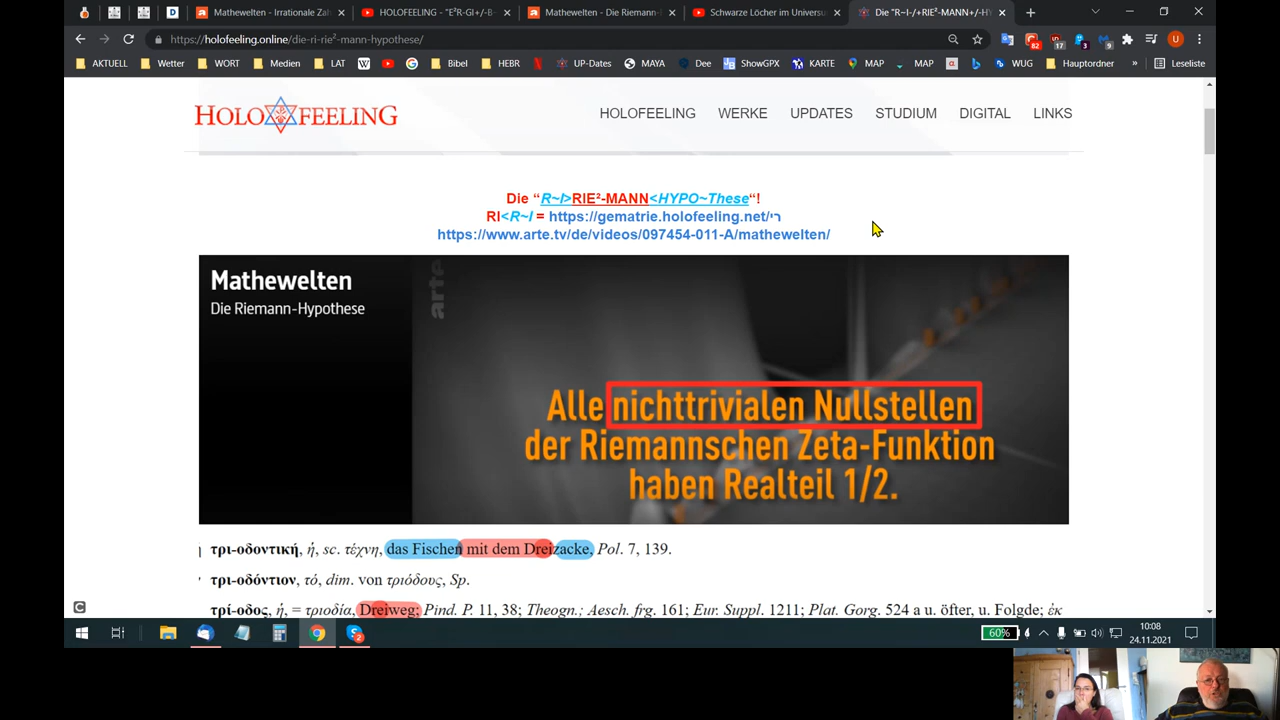 Mathewelten - Irrationale Zah
HOLOFEELING - "E²R-GI+/-B-
Mathewelten - Die Riemann-H
Schwarze Löcher im Universu
Die "R+I-/+RIE²-MANN+/-HY
https://holofeeling.online/die-ri-rie²-mann-hypothese/
82
17
3
9
U
AKTUELL
Wetter
WORT
Medien
LAT
Bibel
HEBR
UP-Dates
MAYA
Dee
ShowGPX
KARTE
MAP
MAP
WUG
Hauptordner
»
Leseliste
HOLOFEELING
HOLOFEELING WERKE UPDATES STUDIUM DIGITAL LINKS
Die “R~I>RIE²-MANN<HYPO~These“!
RI<R~I = https://gematrie.holofeeling.net/רי
https://www.arte.tv/de/videos/097454-011-A/mathewelten/
Mathewelten
Die Riemann-Hypothese
arte
Alle nichttrivialen Nullstellen
der Riemannschen Zeta-Funktion
haben Realteil 1/2.
τρι-οδοντική, ἡ, sc. τέχνη, das Fischen mit dem Dreizacke, Pol. 7, 139.
τρι-οδόντιον, τό, dim. von τριόδους, Sp.
τρί-οδος, ἡ, = τριοδία, Dreiweg; Pind. P. 11, 38; Theogn.; Aesch. frg. 161; Eur. Suppl. 1211; Plat. Gorg. 524 a u. öfter, u. Folgde; ἐκ
60%
10:08
24.11.2021